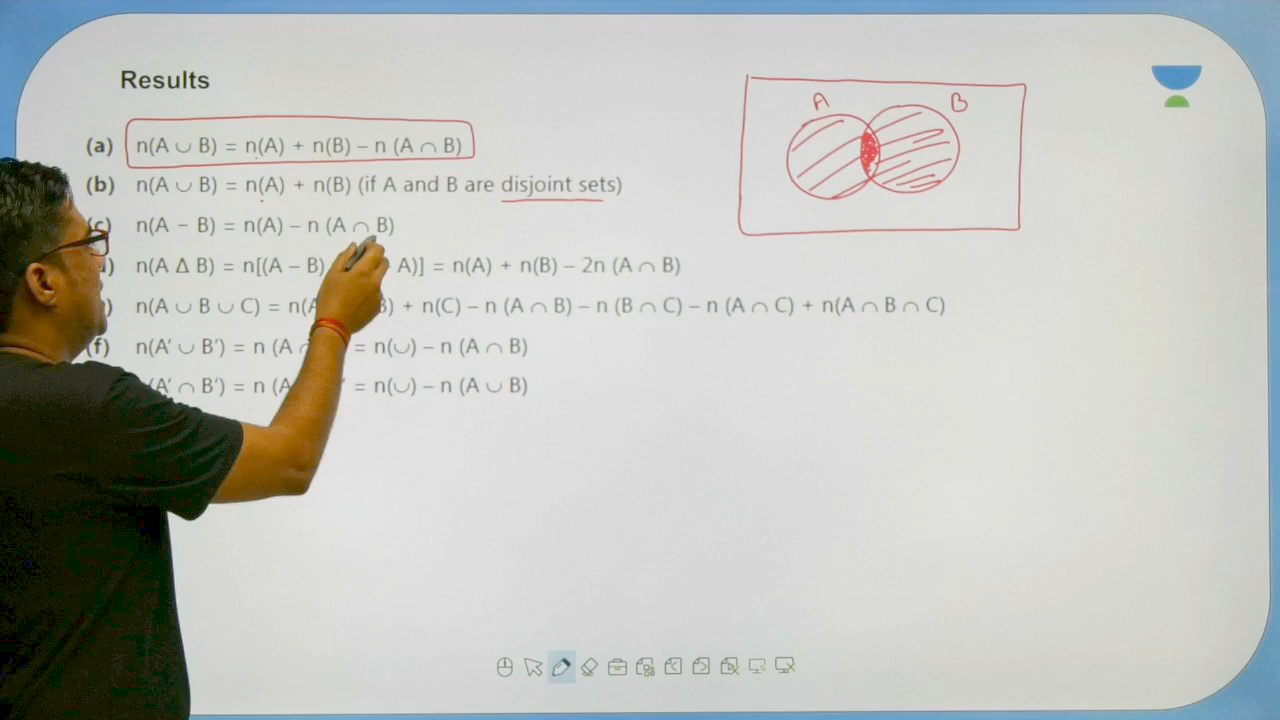 Results
A B
(a) n(A ∪ B) = n(A) + n(B) – n (A ∩ B)
(b) n(A ∪ B) = n(A) + n(B) (if A and B are disjoint sets)
(c) n(A – B) = n(A) – n (A ∩ B)
n(A Δ B) = n[(A – B) A)] = n(A) + n(B) – 2n (A ∩ B)
n(A ∪ B ∪ C) = n(A B) + n(C) – n (A ∩ B) – n (B ∩ C) – n (A ∩ C) + n(A ∩ B ∩ C)
(f) n(A′ ∪ B′) = n (A ∩ = n(∪) – n (A ∩ B)
(A′ ∩ B′) = n (A ′ = n(∪) – n (A ∪ B)